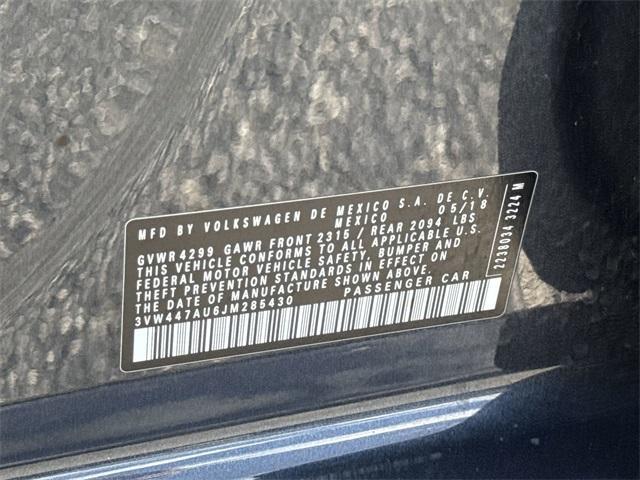 MFD BY VOLKSWAGEN DE MEXICO S.A. DE C.V.
MEXICO 05/18
GVWR4299 GAWR FRONT 2315 / REAR 2094 LBS
THIS VEHICLE CONFORMS TO ALL APPLICABLE U.S.
FEDERAL MOTOR VEHICLE SAFETY, BUMPER AND
THEFT PREVENTION STANDARDS IN EFFECT ON
THE DATE OF MANUFACTURE SHOWN ABOVE.
3VW447AU6JM285430 PASSENGER CAR
2238034 3224 M